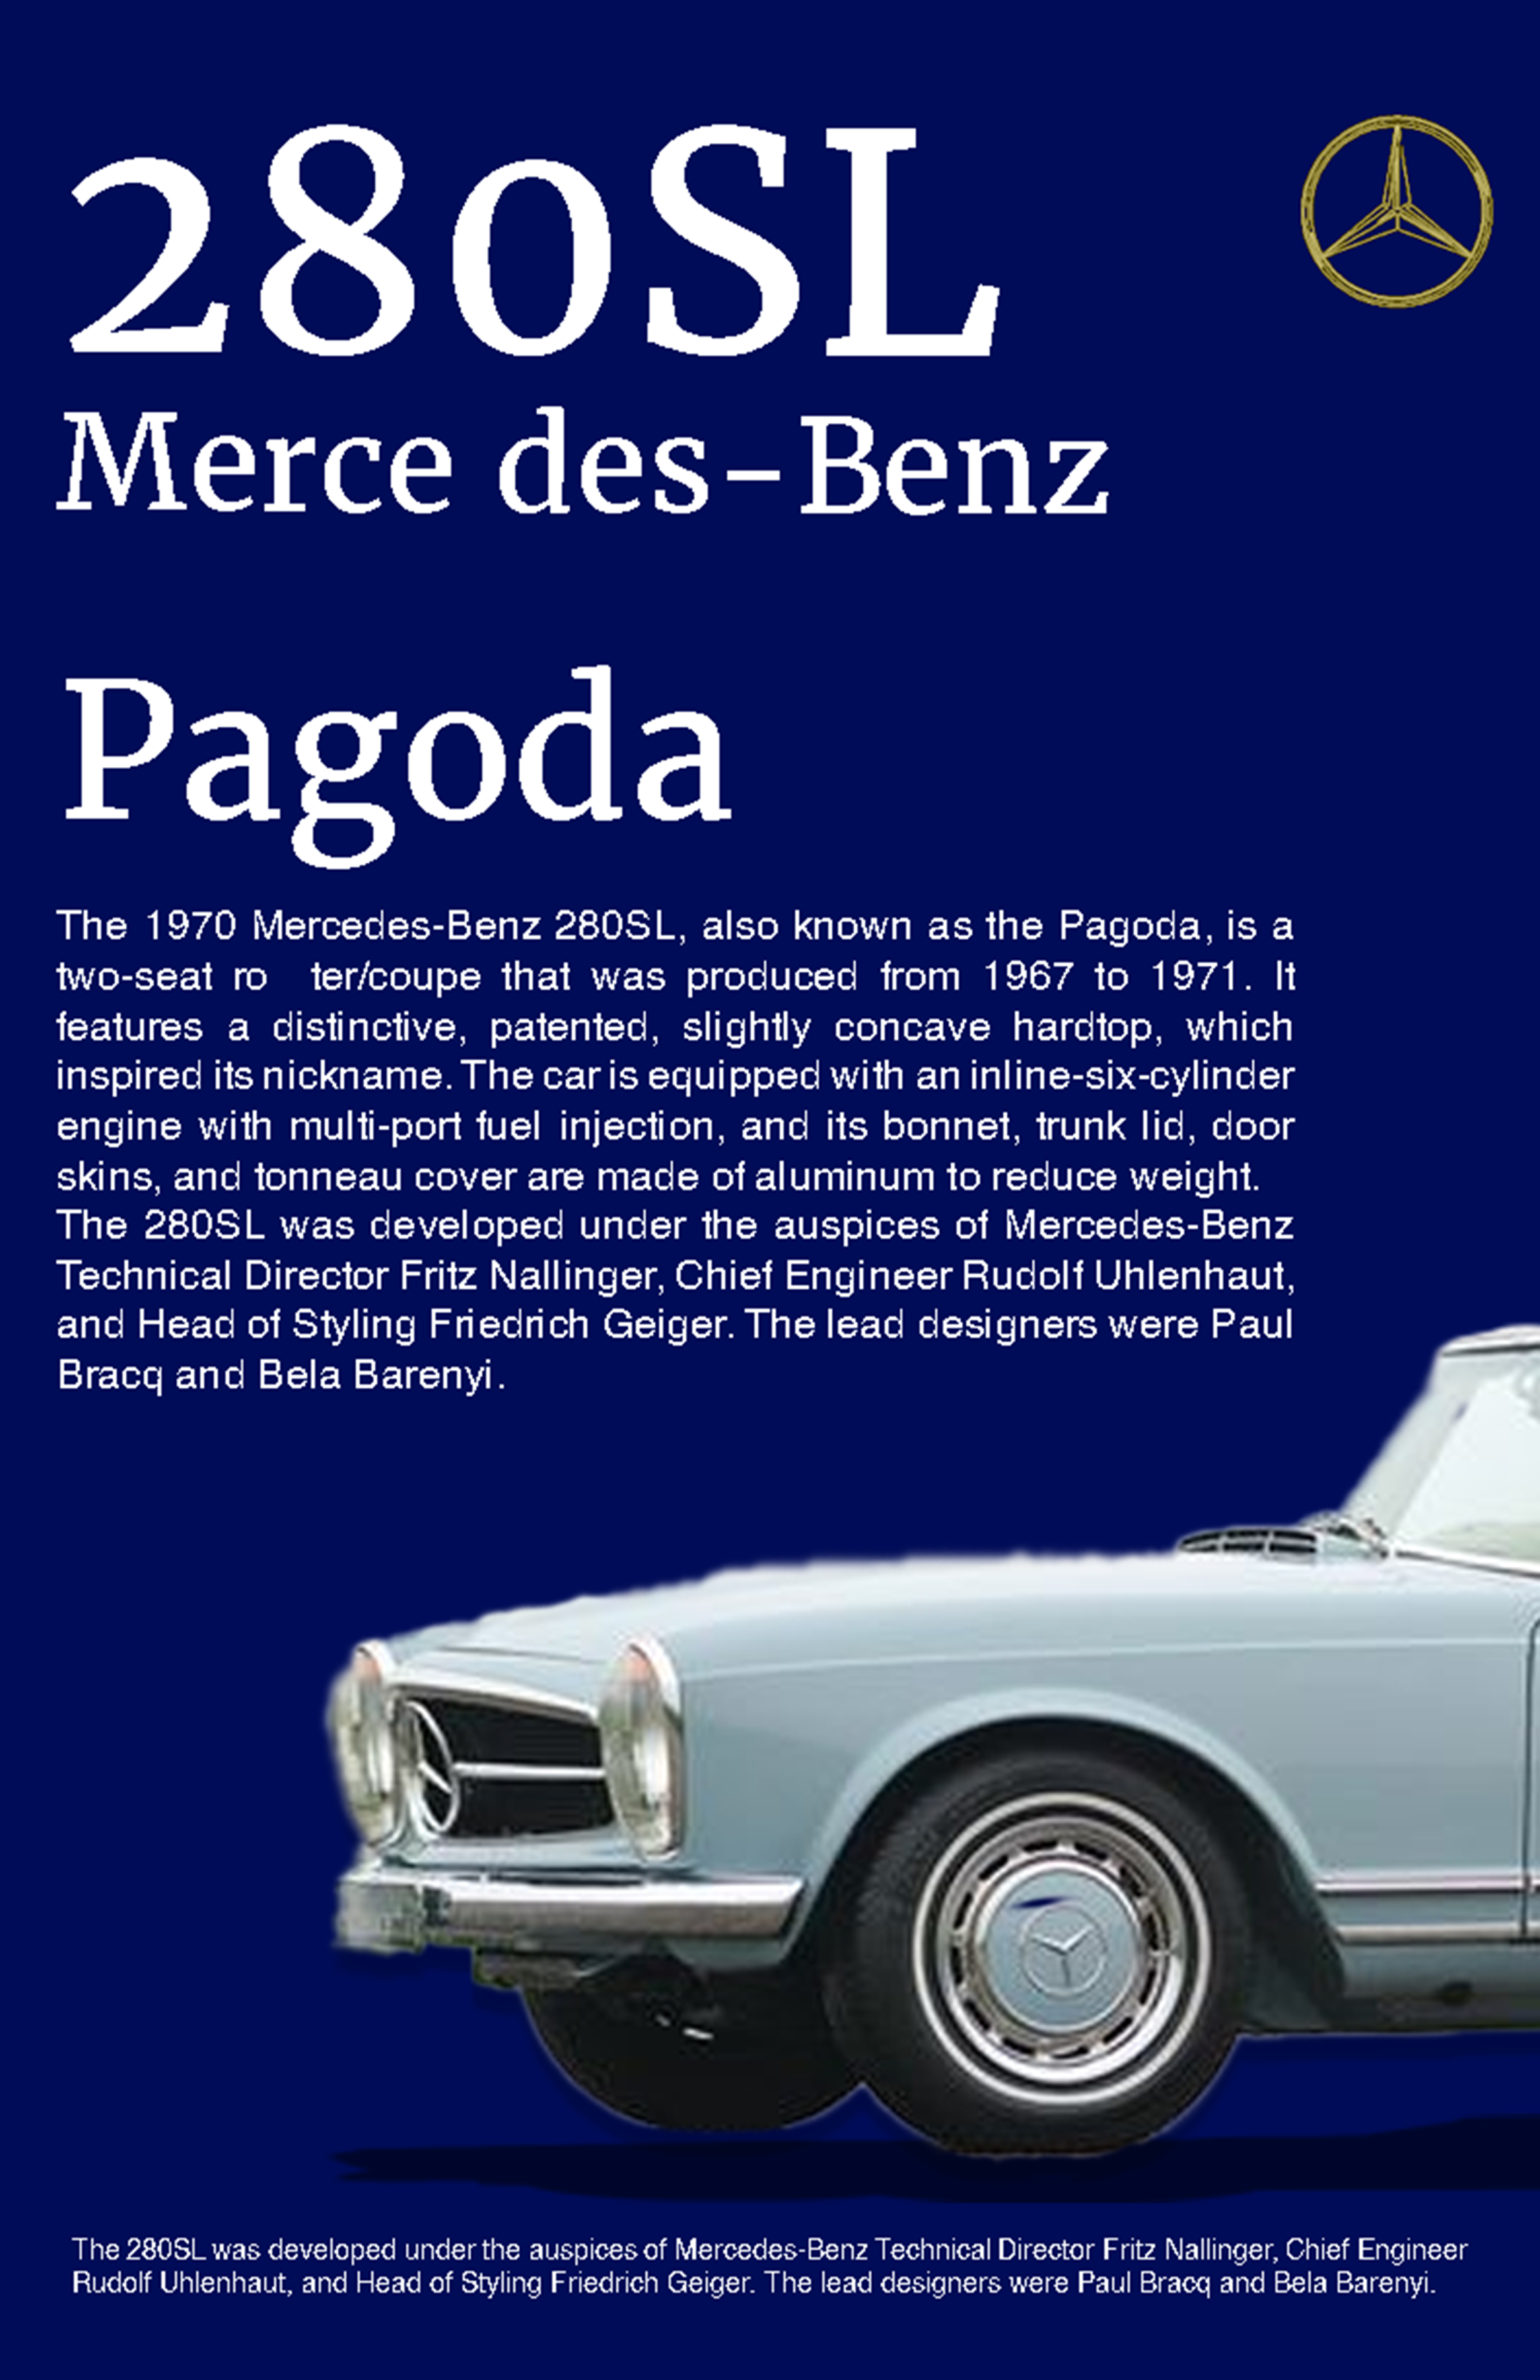 280SL
Merce des-Benz
Pagoda
The 1970 Mercedes-Benz 280SL, also known as the Pagoda, is a
two-seat ro ter/coupe that was produced from 1967 to 1971. It
features a distinctive, patented, slightly concave hardtop, which
inspired its nickname. The car is equipped with an inline-six-cylinder
engine with multi-port fuel injection, and its bonnet, trunk lid, door
skins, and tonneau cover are made of aluminum to reduce weight.
The 280SL was developed under the auspices of Mercedes-Benz
Technical Director Fritz Nallinger, Chief Engineer Rudolf Uhlenhaut,
and Head of Styling Friedrich Geiger. The lead designers were Paul
Bracq and Bela Barenyi.
The 280SL was developed under the auspices of Mercedes-Benz Technical Director Fritz Nallinger, Chief Engineer
Rudolf Uhlenhaut, and Head of Styling Friedrich Geiger. The lead designers were Paul Bracq and Bela Barenyi.